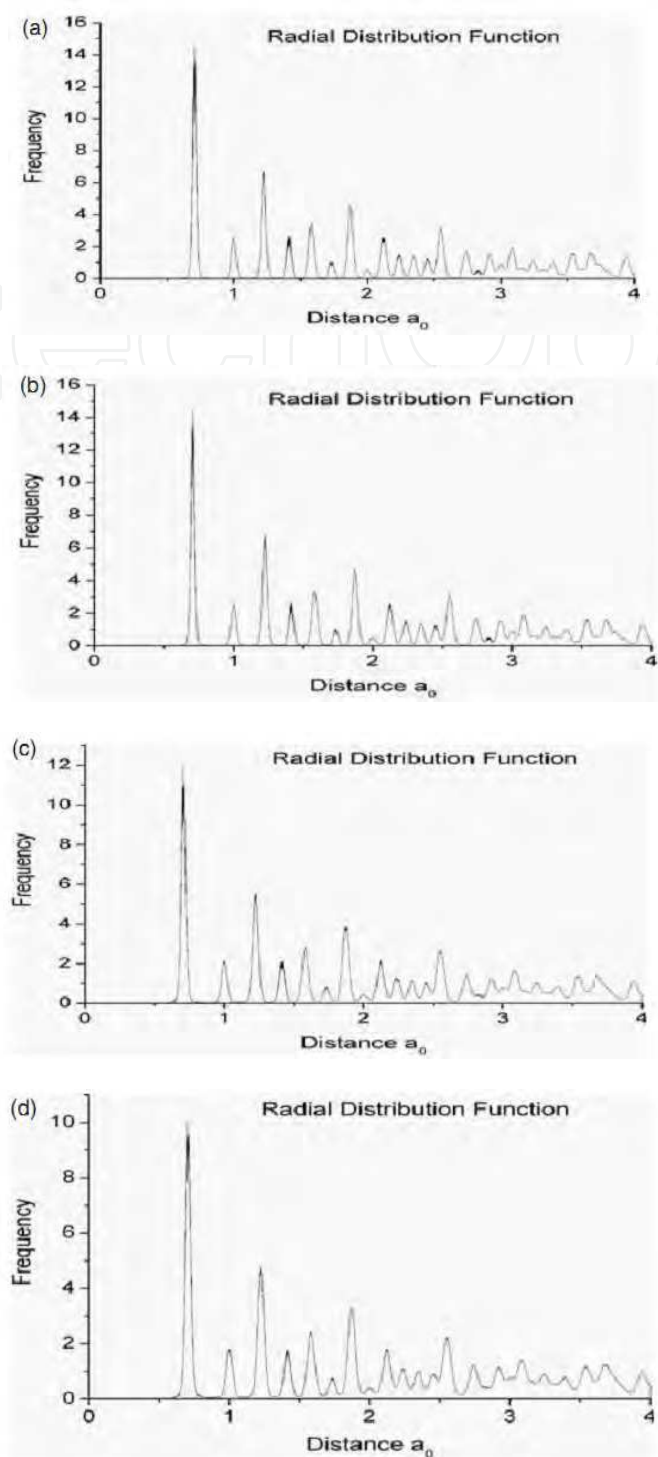 (a)
Radial Distribution Function
16
14
12
10
8
6
4
2
0
Frequency
0 1 2 3 4
Distance a₀
(b)
Radial Distribution Function
16
14
12
10
8
6
4
2
0
Frequency
0 1 2 3 4
Distance a₀
(c)
Radial Distribution Function
12
10
8
6
4
2
0
Frequency
0 1 2 3 4
Distance a₀
(d)
Radial Distribution Function
10
8
6
4
2
0
Frequency
0 1 2 3 4
Distance a₀